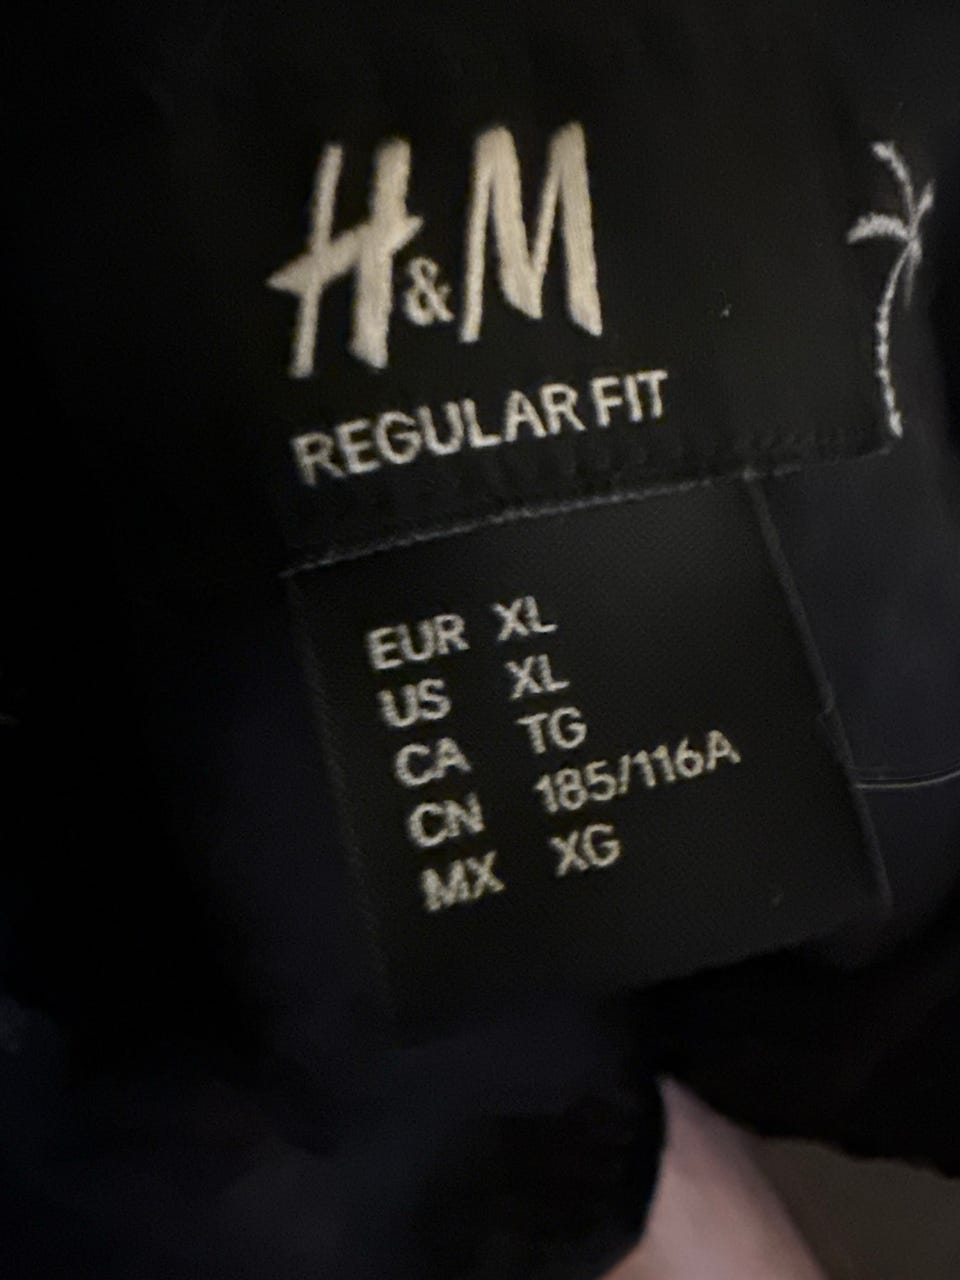 H&M
REGULAR FIT
EUR XL
US XL
CA TG
CN 185/116A
MX XG